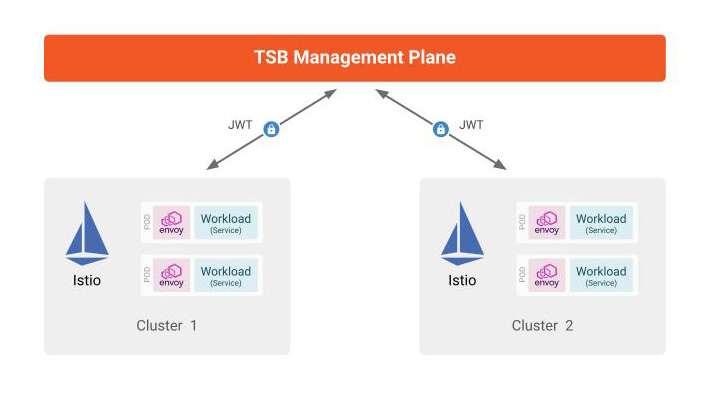 TSB Management Plane
JWT
JWT
Istio
POD
envoy
Workload
(Service)
POD
envoy
Workload
(Service)
Cluster 1
Istio
POD
envoy
Workload
(Service)
POD
envoy
Workload
(Service)
Cluster 2